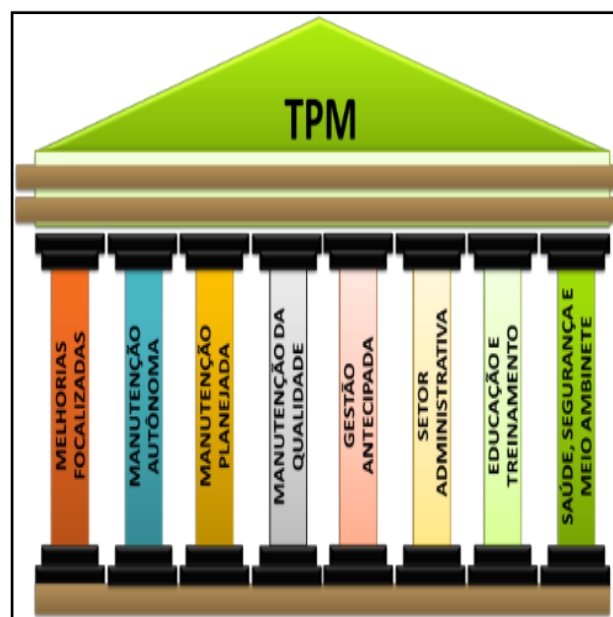 TPM
MELHORIAS
FOCALIZADAS
MANUTENÇÃO
AUTÔNOMA
MANUTENÇÃO
PLANEJADA
MANUTENÇÃO DA
QUALIDADE
GESTÃO
ANTECIPADA
SETOR
ADMINISTRATIVA
EDUCAÇÃO E
TREINAMENTO
SAÚDE, SEGURANÇA E
MEIO AMBINETE